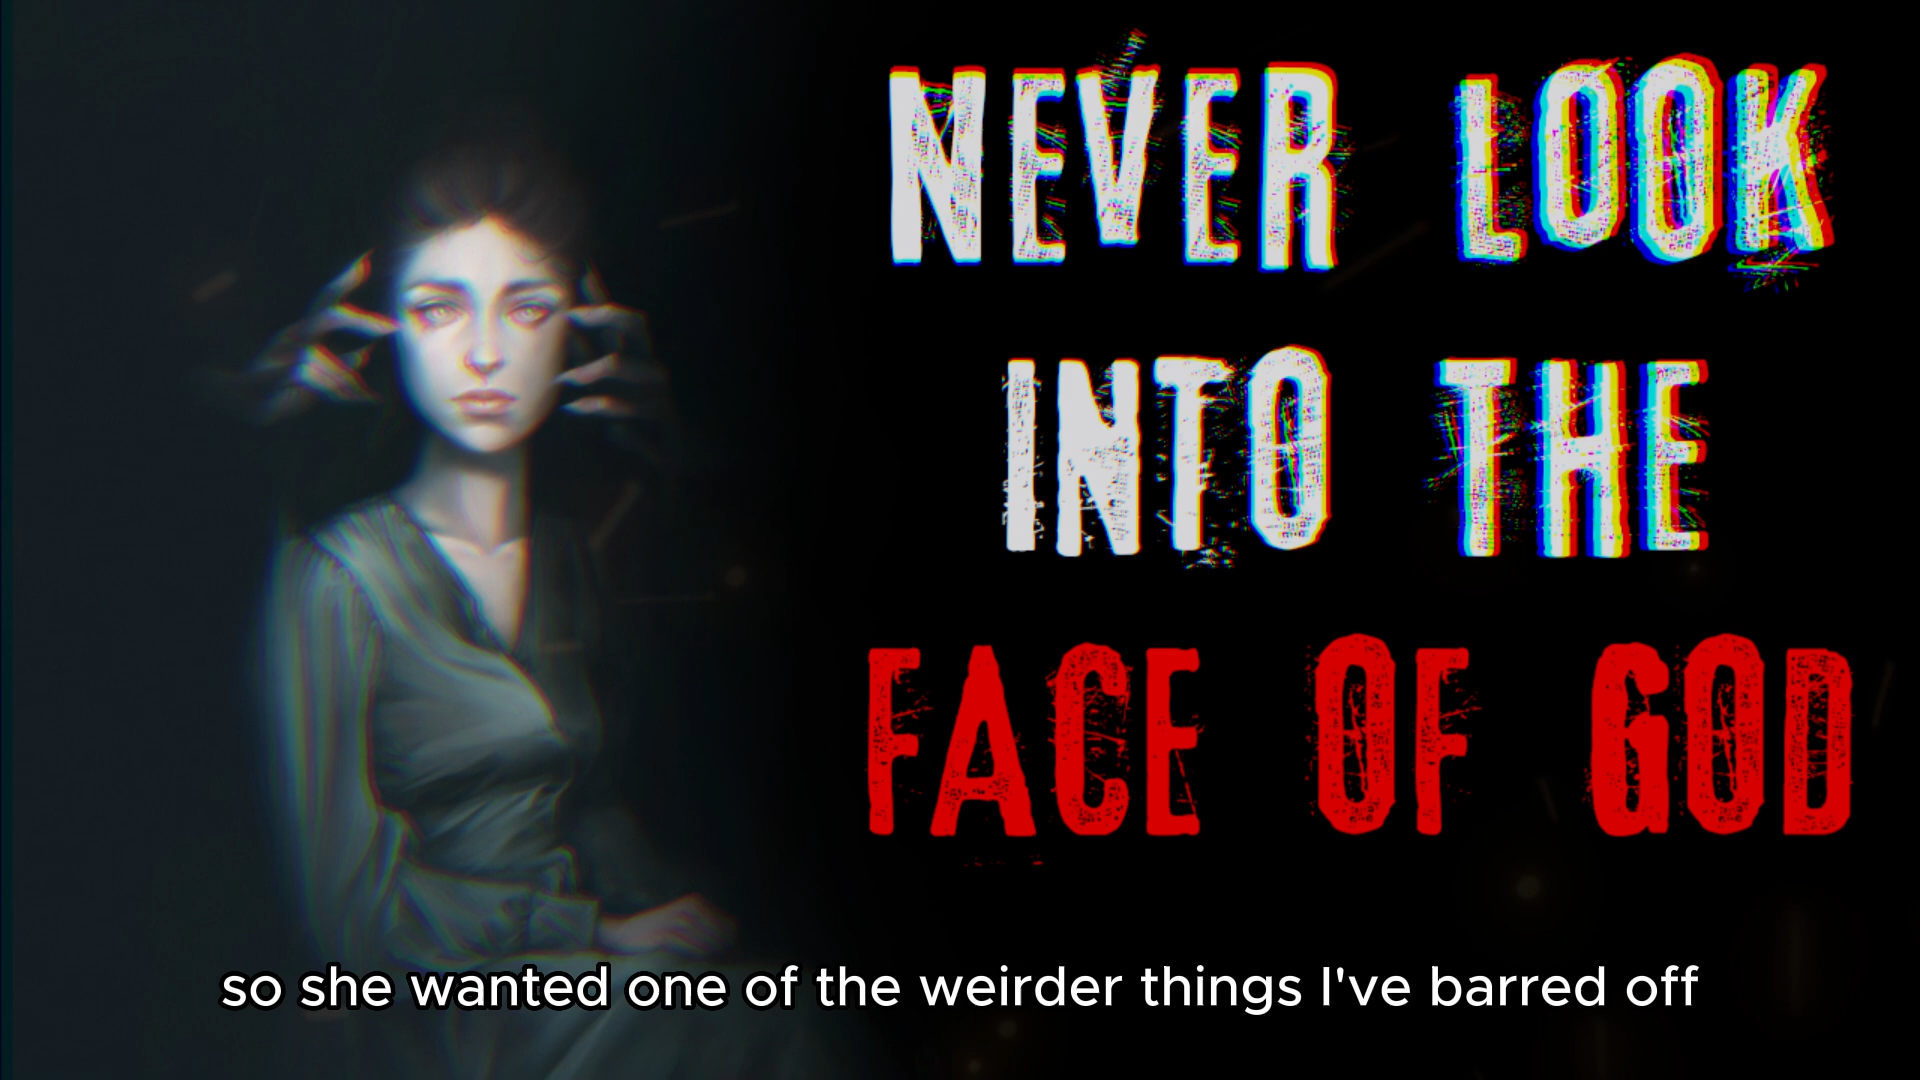 NEVER LOOK
INTO THE
FACE OF GOD
so she wanted one of the weirder things I've barred off